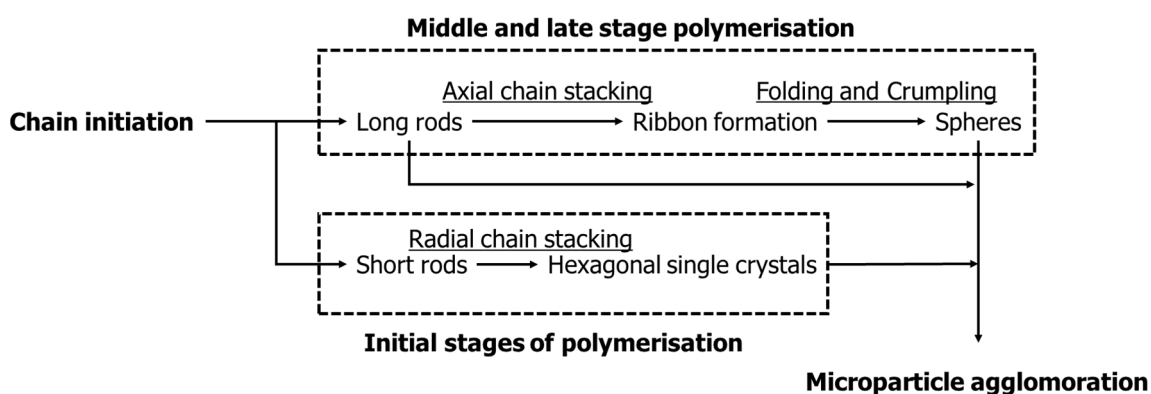 Middle and late stage polymerisation
Axial chain stacking Folding and Crumpling
Chain initiation Long rods Ribbon formation Spheres
Radial chain stacking
Short rods Hexagonal single crystals
Initial stages of polymerisation
Microparticle agglomoration